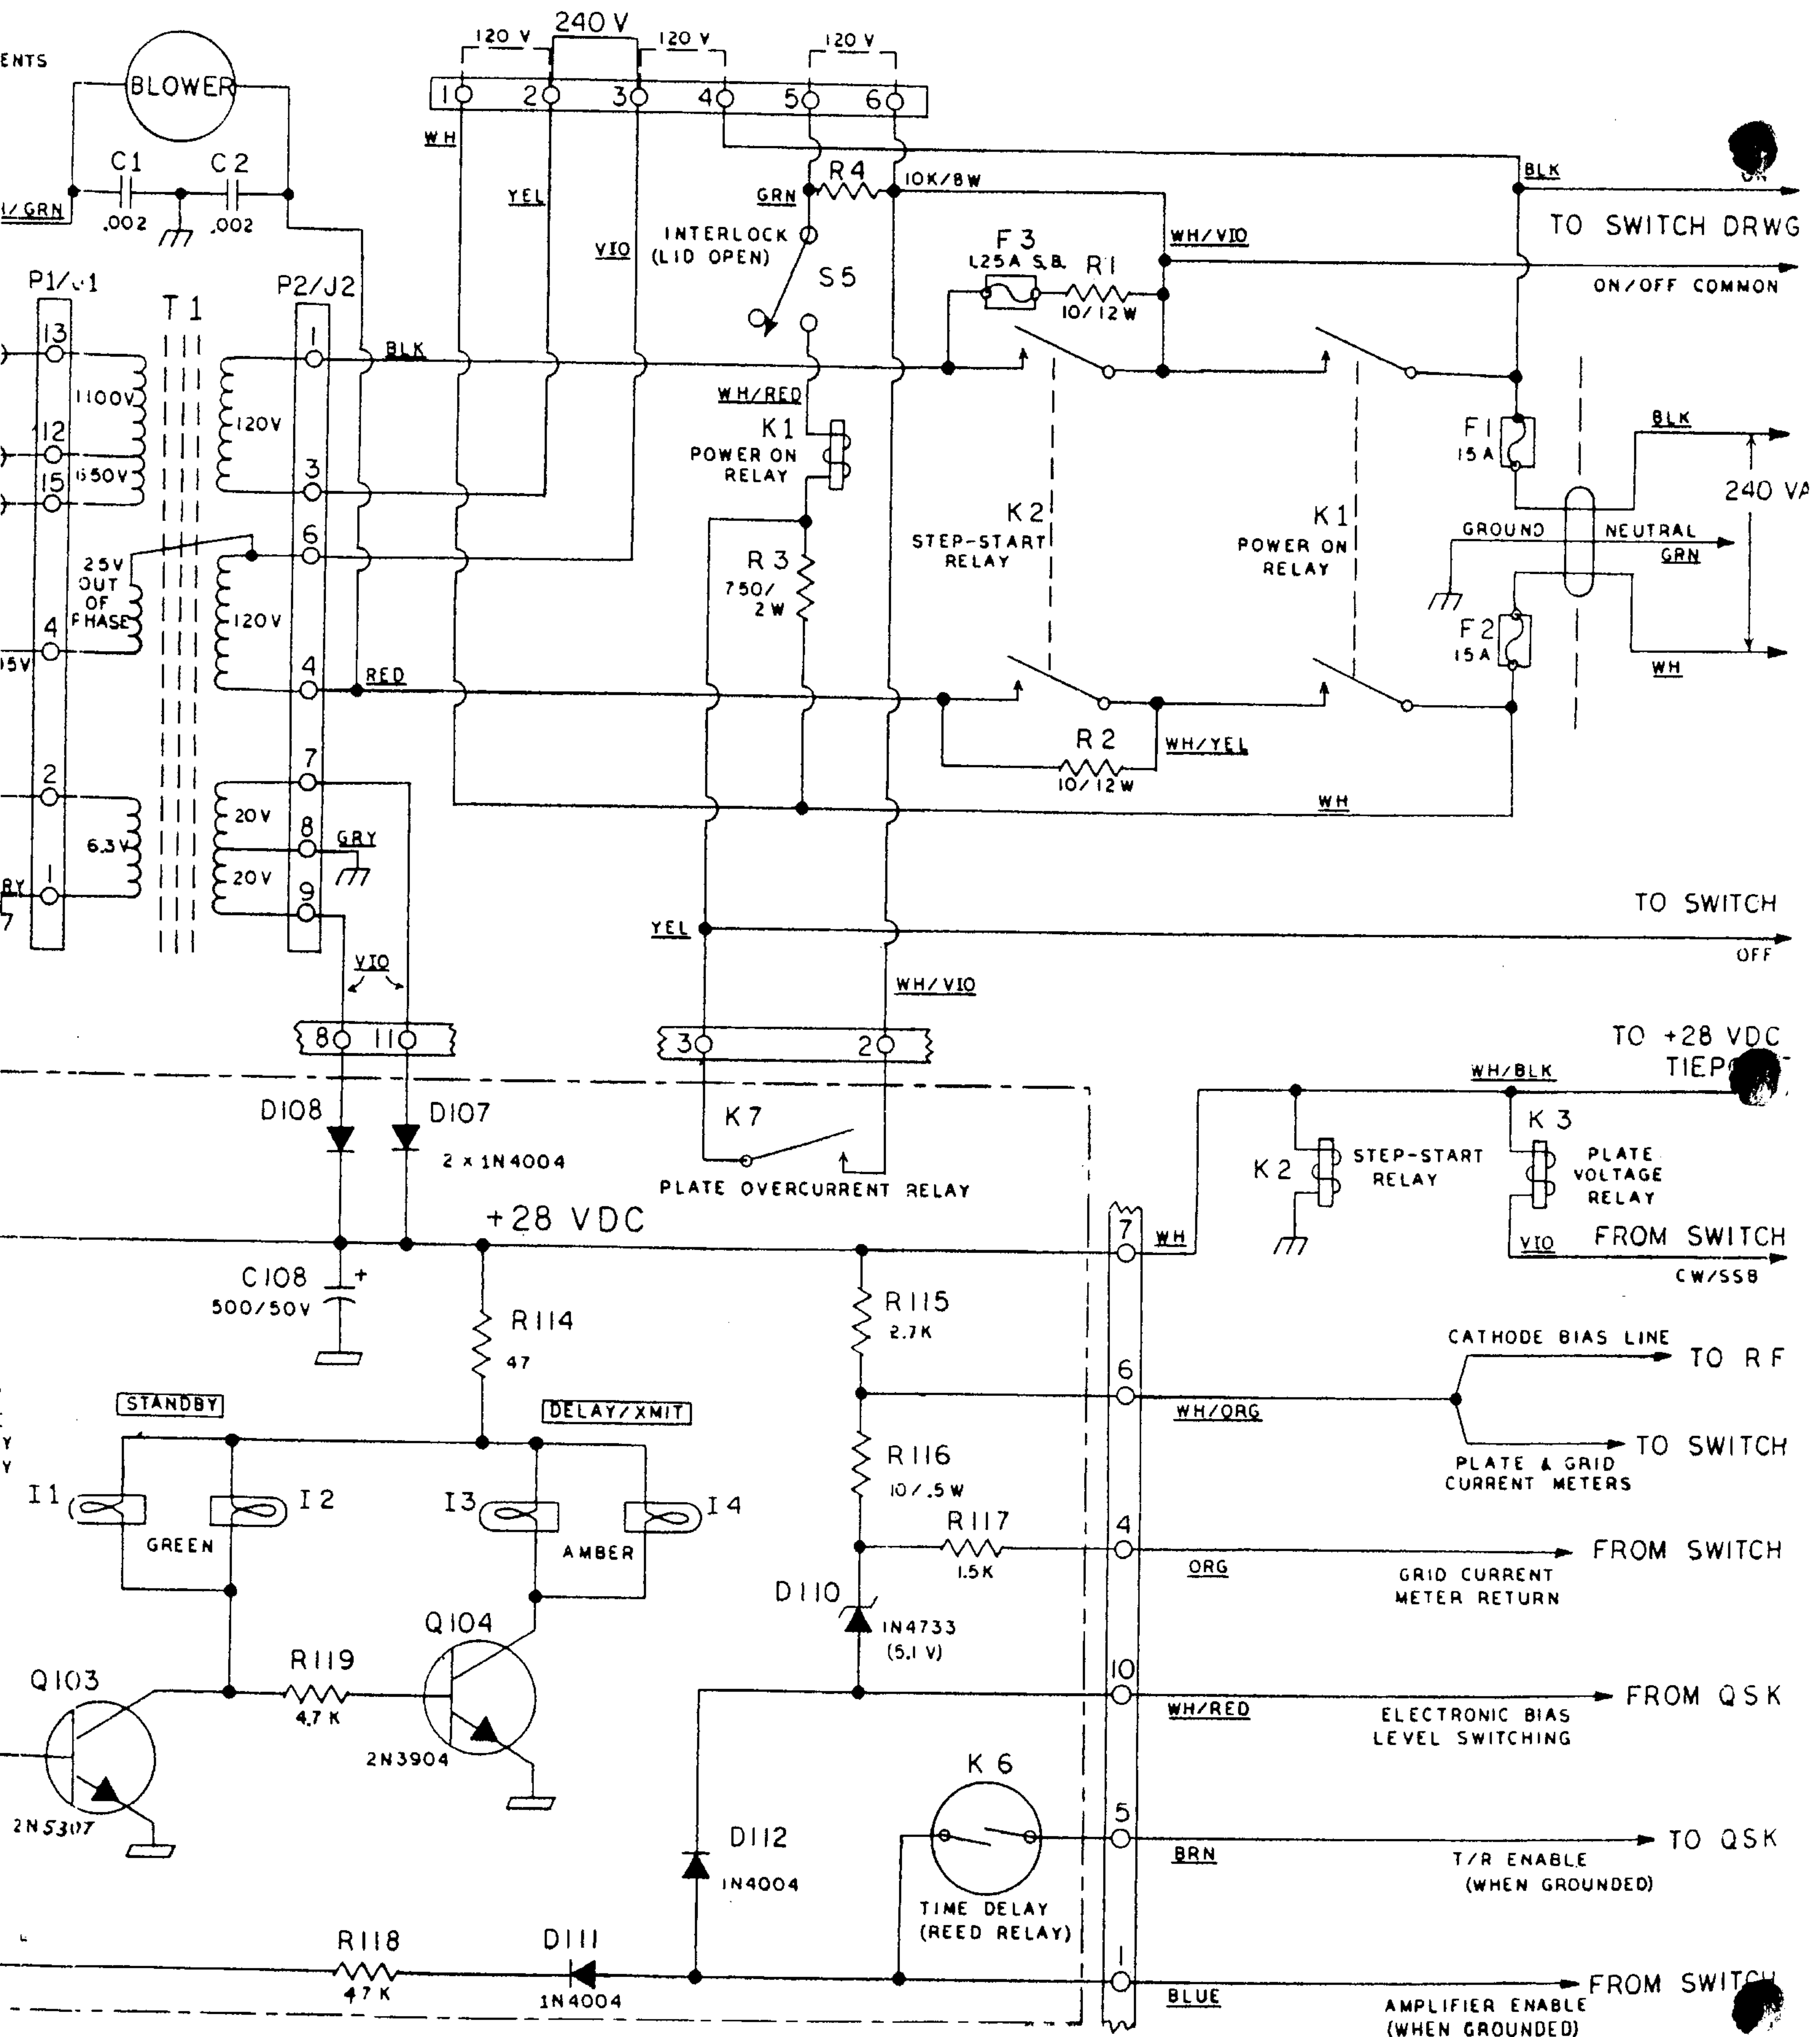 240 V
120 V
120 V
120 V
ENTS
BLOWER
1 2 3 4 5 6
WH
C1 C2
.002 .002
/GRN
YEL
GRN
R4
10K/8W
BLK
TO SWITCH DRWG
INTERLOCK
(LID OPEN)
S5
VIO
F3
1.25A S.B.
R1
10/12W
WH/VIO
ON/OFF COMMON
P1/J1
T1
P2/J2
13
1100V
12
650V
15
1
BLK
120V
3
WH/RED
K1
POWER ON
RELAY
F1
15A
BLK
240 VA
6
25V
OUT
OF
PHASE
4
15V
120V
4
RED
R3
750/
2W
K2
STEP-START
RELAY
K1
POWER ON
RELAY
GROUND
NEUTRAL
GRN
F2
15A
WH
R2
10/12W
WH/YEL
WH
7
2
20V
8
GRY
6.3V
20V
1
RY
9
TO SWITCH
YEL
OFF
VIO
WH/VIO
8 11
3 2
TO +28 VDC
WH/BLK
D108
D107
2 x 1N4004
K7
PLATE OVERCURRENT RELAY
K2
STEP-START
RELAY
K3
PLATE
VOLTAGE
RELAY
+28 VDC
7
WH
VIO
FROM SWITCH
CW/SSB
C108
+
500/50V
R114
47
R115
2.7K
CATHODE BIAS LINE
TO RF
6
WH/ORG
STANDBY
DELAY/XMIT
TO SWITCH
PLATE & GRID
CURRENT METERS
Y
Y
R116
10/.5W
I1
I2
I3
I4
GREEN
AMBER
R117
1.5K
4
ORG
FROM SWITCH
GRID CURRENT
METER RETURN
D110
1N4733
(5.1 V)
Q104
Q103
R119
4.7 K
2N3904
10
WH/RED
FROM QSK
ELECTRONIC BIAS
LEVEL SWITCHING
2N5307
K6
D112
1N4004
5
BRN
TO QSK
T/R ENABLE
(WHEN GROUNDED)
TIME DELAY
(REED RELAY)
R118
47K
D111
1N4004
1
BLUE
FROM SWITCH
AMPLIFIER ENABLE
(WHEN GROUNDED)